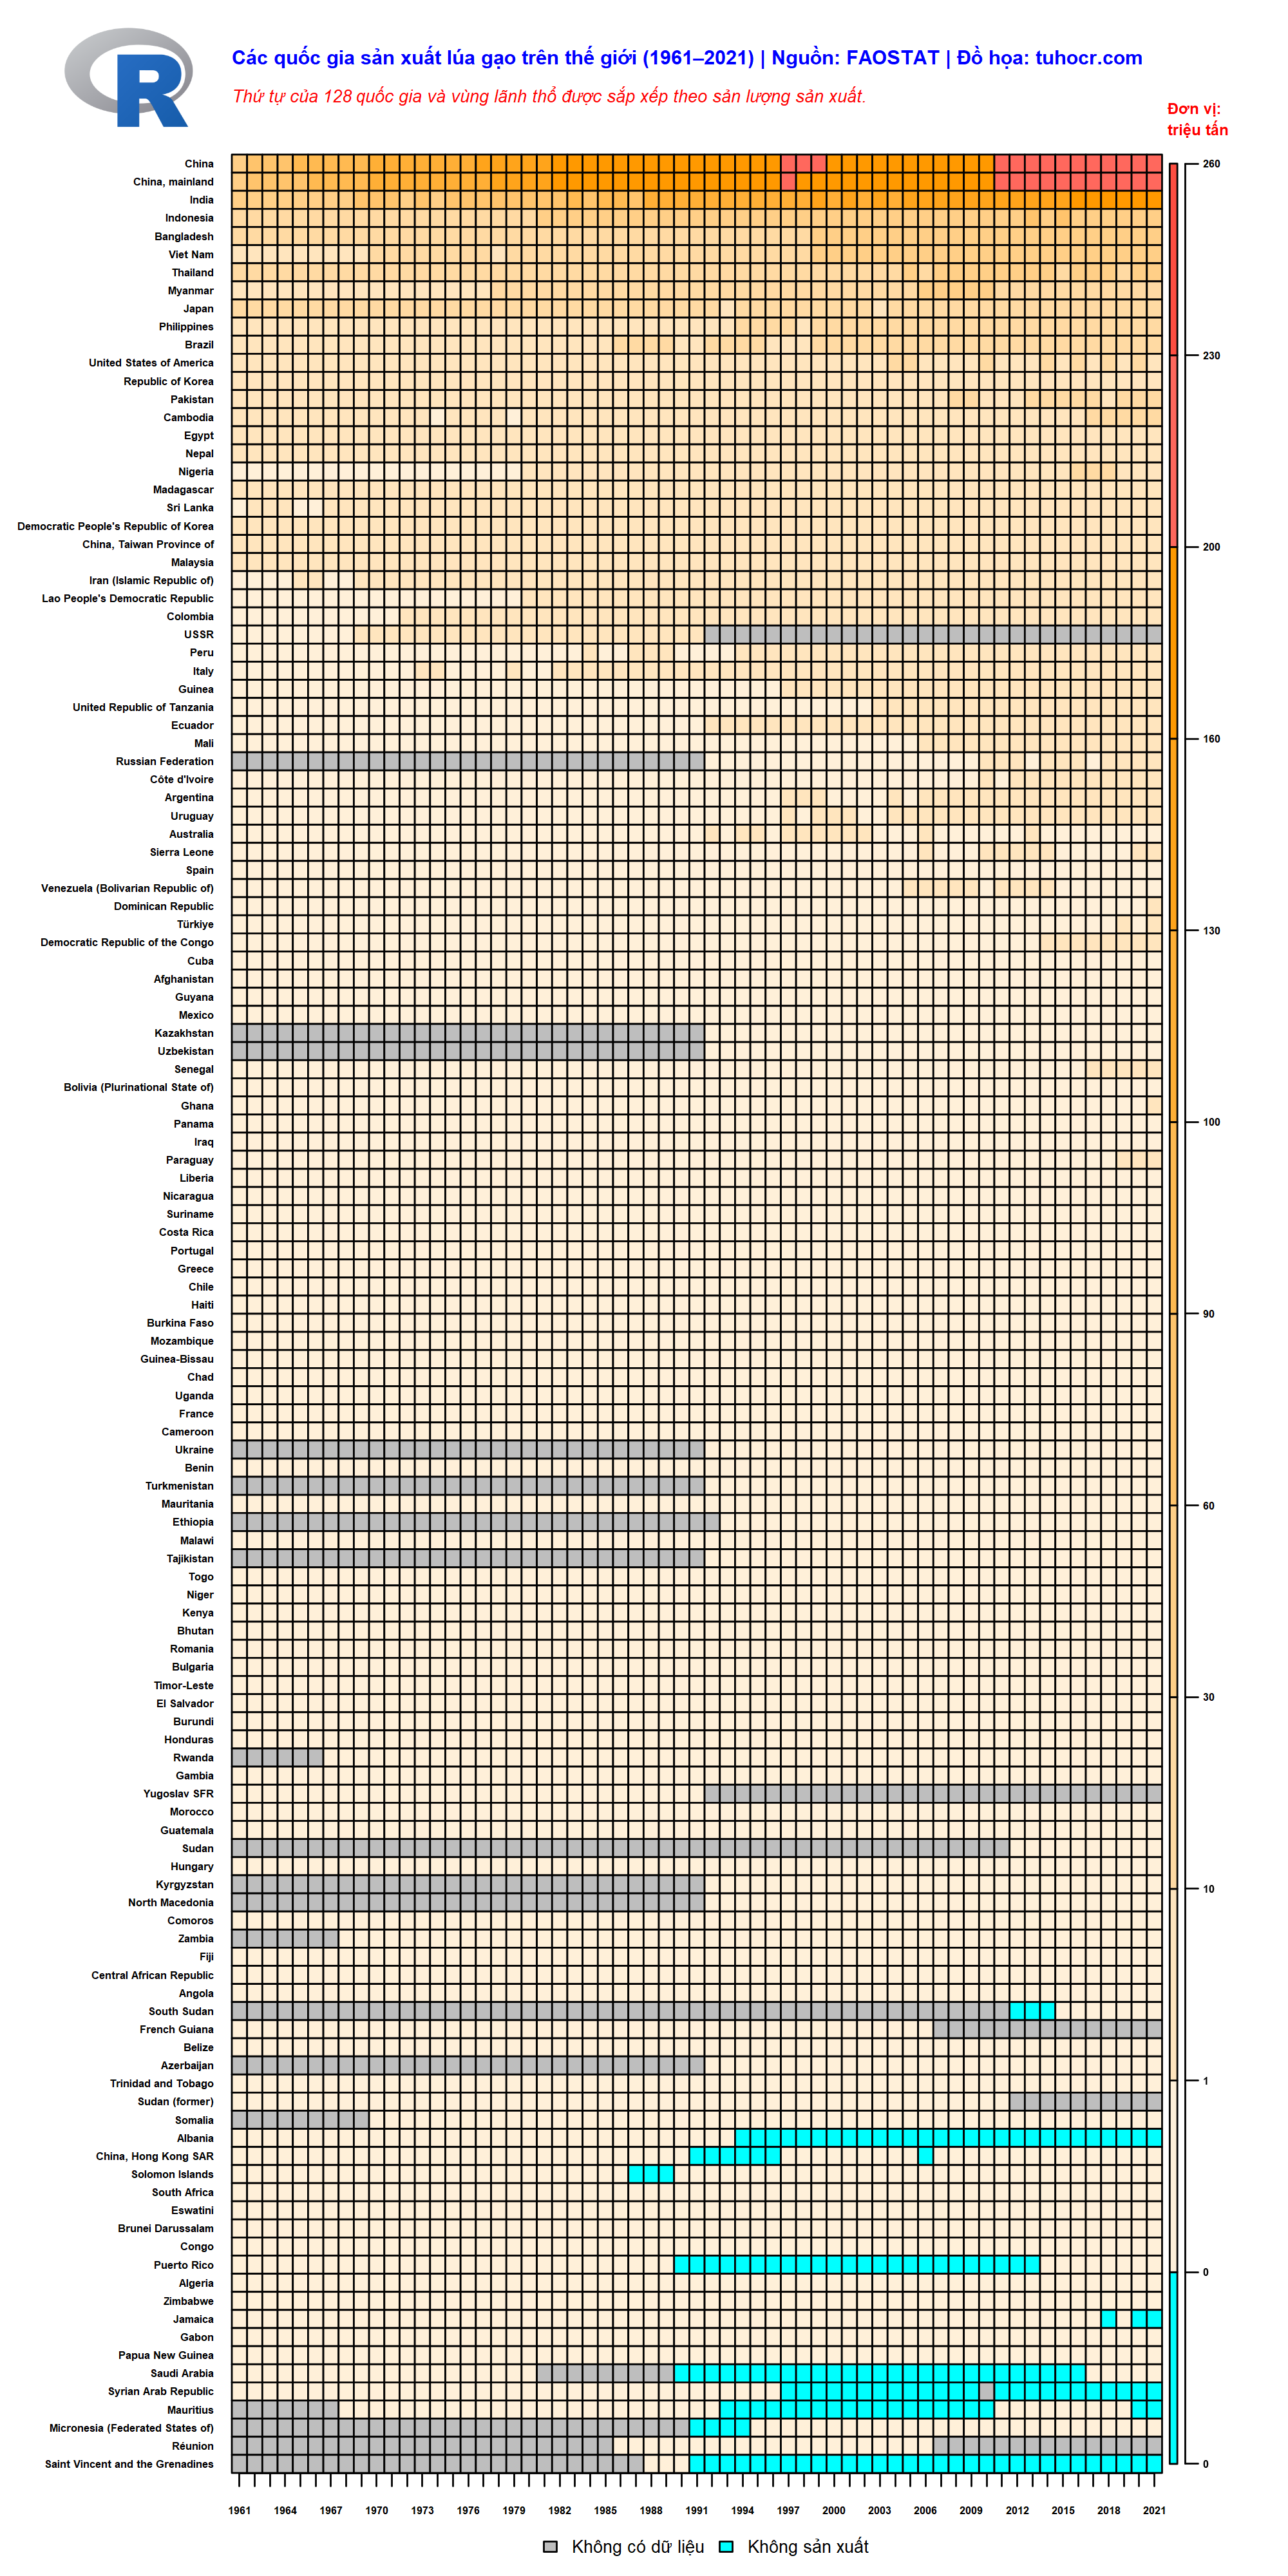 R
Các quốc gia sản xuất lúa gạo trên thế giới (1961–2021) | Nguồn: FAOSTAT | Đồ họa: tuhocr.com
Thứ tự của 128 quốc gia và vùng lãnh thổ được sắp xếp theo sản lượng sản xuất.
Đơn vị:
triệu tấn
China
China, mainland
India
Indonesia
Bangladesh
Viet Nam
Thailand
Myanmar
Japan
Philippines
Brazil
United States of America
Republic of Korea
Pakistan
Cambodia
Egypt
Nepal
Nigeria
Madagascar
Sri Lanka
Democratic People's Republic of Korea
China, Taiwan Province of
Malaysia
Iran (Islamic Republic of)
Lao People's Democratic Republic
Colombia
USSR
Peru
Italy
Guinea
United Republic of Tanzania
Ecuador
Mali
Russian Federation
Côte d'Ivoire
Argentina
Uruguay
Australia
Sierra Leone
Spain
Venezuela (Bolivarian Republic of)
Dominican Republic
Türkiye
Democratic Republic of the Congo
Cuba
Afghanistan
Guyana
Mexico
Kazakhstan
Uzbekistan
Senegal
Bolivia (Plurinational State of)
Ghana
Panama
Iraq
Paraguay
Liberia
Nicaragua
Suriname
Costa Rica
Portugal
Greece
Chile
Haiti
Burkina Faso
Mozambique
Guinea-Bissau
Chad
Uganda
France
Cameroon
Ukraine
Benin
Turkmenistan
Mauritania
Ethiopia
Malawi
Tajikistan
Togo
Niger
Kenya
Bhutan
Romania
Bulgaria
Timor-Leste
El Salvador
Burundi
Honduras
Rwanda
Gambia
Yugoslav SFR
Morocco
Guatemala
Sudan
Hungary
Kyrgyzstan
North Macedonia
Comoros
Zambia
Fiji
Central African Republic
Angola
South Sudan
French Guiana
Belize
Azerbaijan
Trinidad and Tobago
Sudan (former)
Somalia
Albania
China, Hong Kong SAR
Solomon Islands
South Africa
Eswatini
Brunei Darussalam
Congo
Puerto Rico
Algeria
Zimbabwe
Jamaica
Gabon
Papua New Guinea
Saudi Arabia
Syrian Arab Republic
Mauritius
Micronesia (Federated States of)
Réunion
Saint Vincent and the Grenadines
260
230
200
160
130
100
90
60
30
10
1
0
0
1961 1964 1967 1970 1973 1976 1979 1982 1985 1988 1991 1994 1997 2000 2003 2006 2009 2012 2015 2018 2021
Không có dữ liệu Không sản xuất